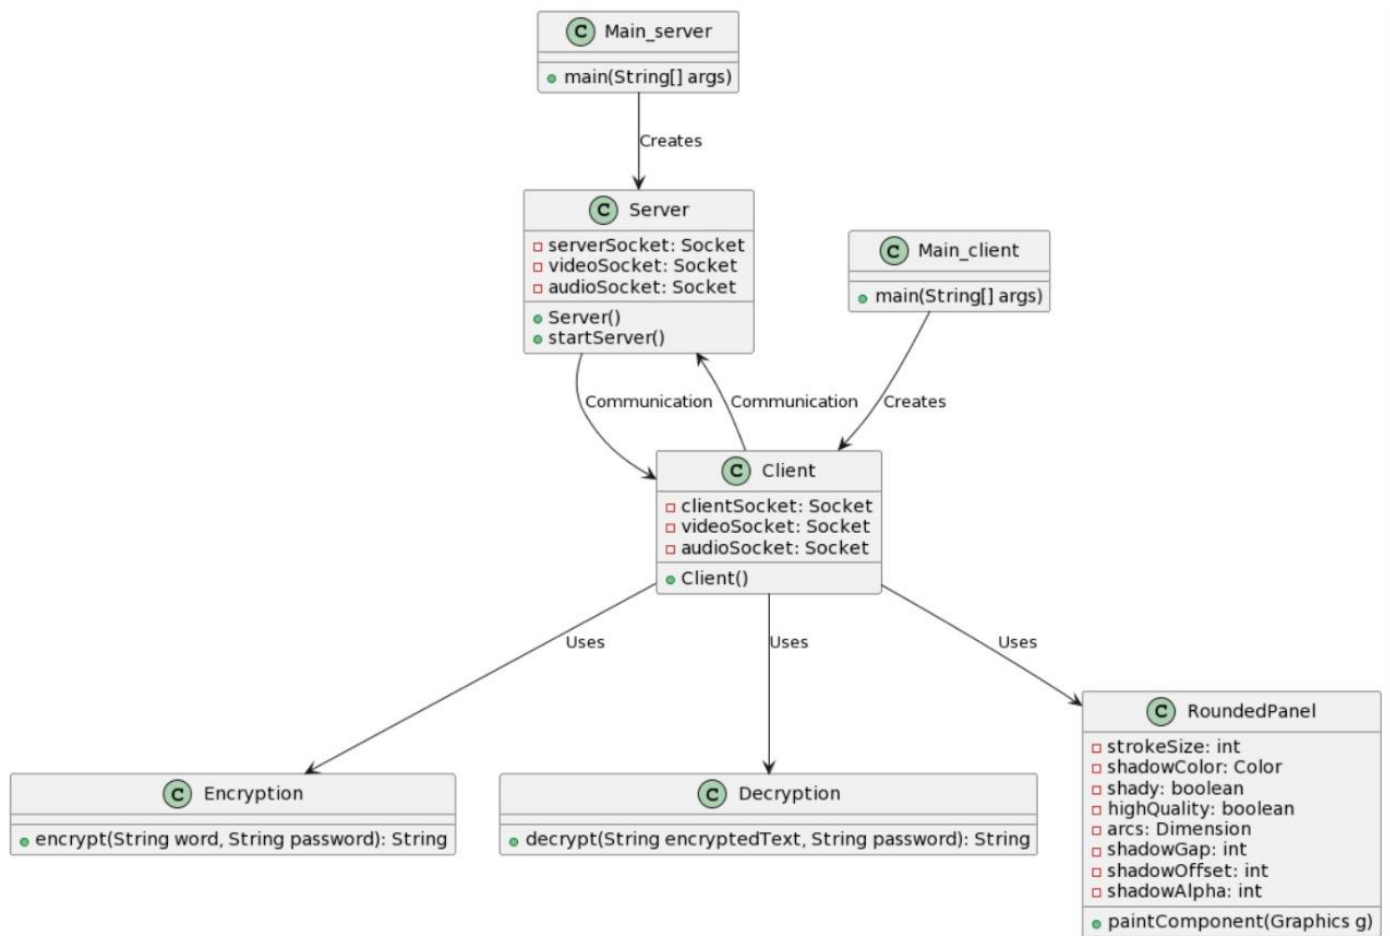 C Main_server
main(String[] args)
Creates
C Server
serverSocket: Socket
videoSocket: Socket
audioSocket: Socket
Server()
startServer()
C Main_client
main(String[] args)
Communication
Communication
Creates
C Client
clientSocket: Socket
videoSocket: Socket
audioSocket: Socket
Client()
Uses
Uses
Uses
C Encryption
encrypt(String word, String password): String
C Decryption
decrypt(String encryptedText, String password): String
C RoundedPanel
strokeSize: int
shadowColor: Color
shady: boolean
highQuality: boolean
arcs: Dimension
shadowGap: int
shadowOffset: int
shadowAlpha: int
paintComponent(Graphics g)